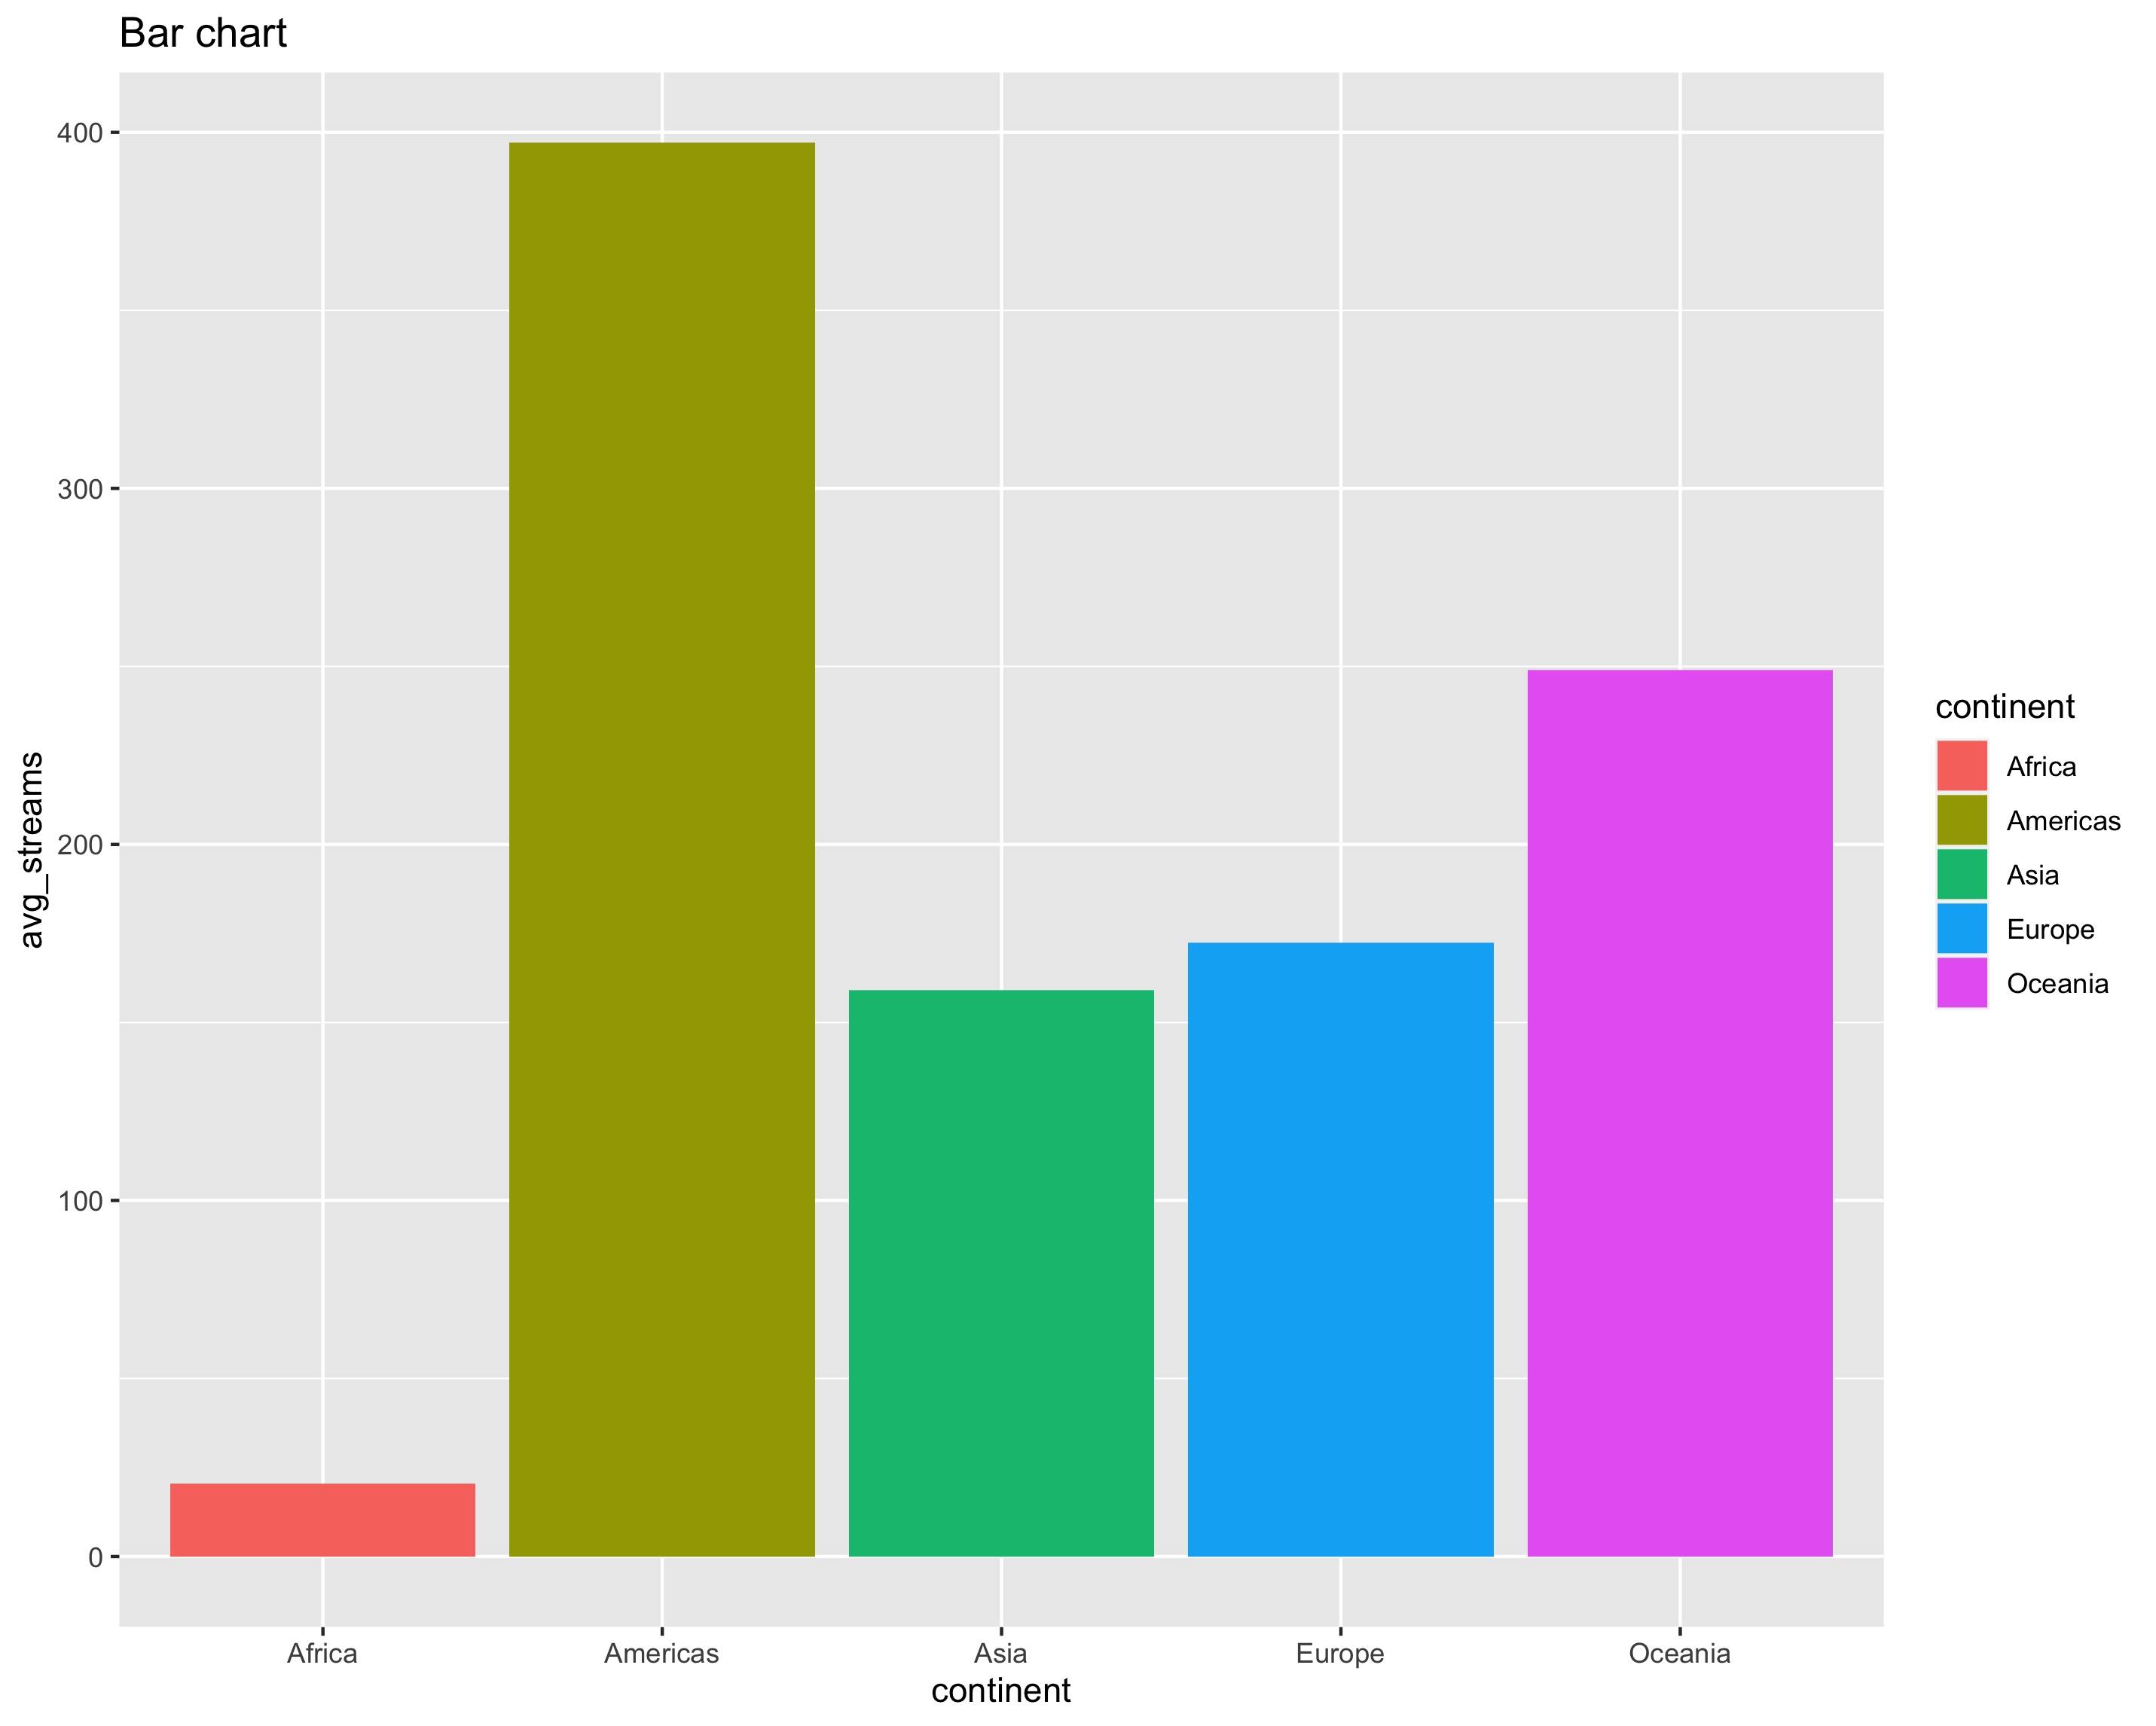 Bar chart
400
300
200
100
0
avg_streams
Africa
Americas
Asia
Europe
Oceania
continent
continent
Africa
Americas
Asia
Europe
Oceania